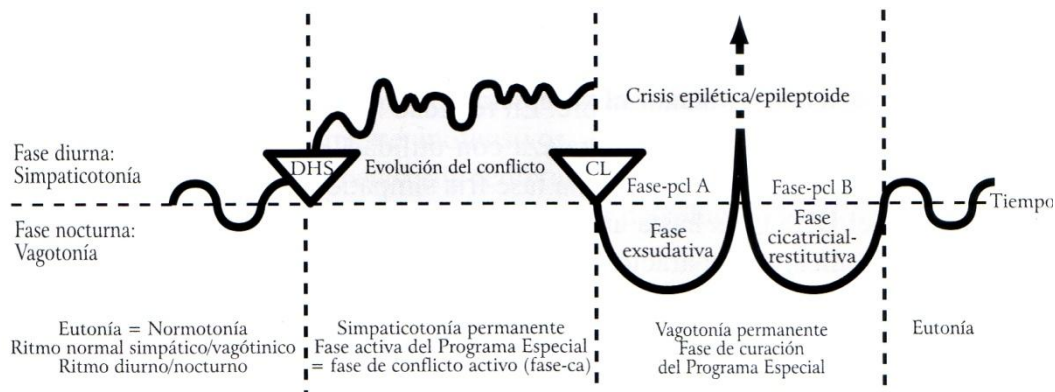 Crisis epilética/epileptoide
Fase diurna:
Simpaticotonía
DHS
Evolución del conflicto
CL
Fase-pcl A
Fase-pcl B
Tiempo
Fase nocturna:
Vagotonía
Fase
exsudativa
Fase
cicatricial-
restitutiva
Eutonía = Normotonía
Ritmo normal simpático/vagótinico
Ritmo diurno/nocturno
Simpaticotonía permanente
Fase activa del Programa Especial
= fase de conflicto activo (fase-ca)
Vagotonía permanente
Fase de curación
del Programa Especial
Eutonía